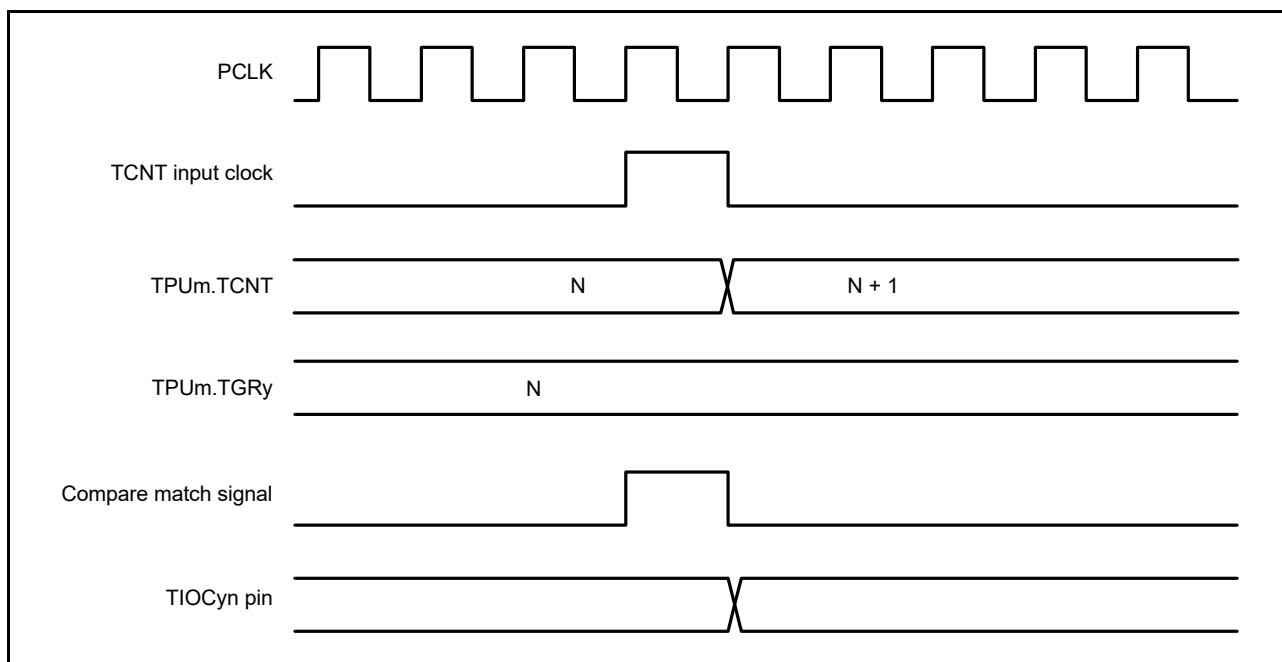 PCLK
TCNT input clock
TPUm.TCNT N N + 1
TPUm.TGRy N
Compare match signal
TIOCyn pin